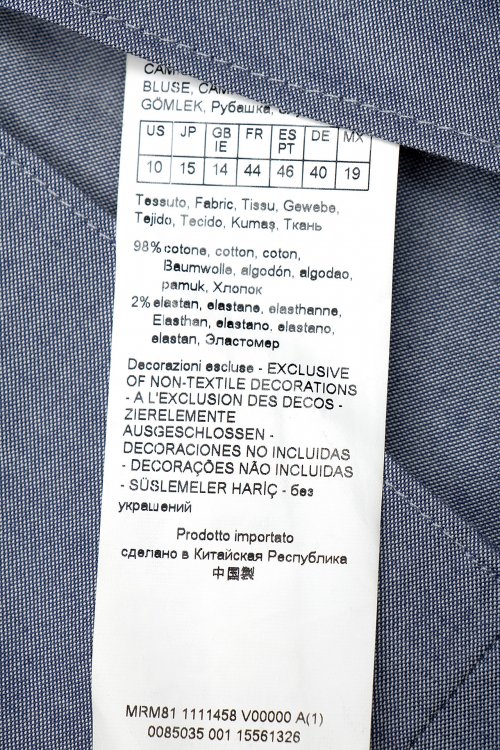 BLUSE,
GÖMLEK, Рубашка,
US JP GB IE FR ES PT DE MX
10 15 14 44 46 40 19
Tessuto, Fabric, Tissu, Gewebe,
Tejido, Tecido, Kumaş, Ткань
98% cotone, cotton, coton,
Baumwolle, algodón, algodao,
pamuk, Хлопок
2% elastan, elastane, elasthanne,
Elasthan, elastano, elastano,
elastan, Эластомер
Decorazioni escluse - EXCLUSIVE
OF NON-TEXTILE DECORATIONS
- A L'EXCLUSION DES DECOS -
ZIERELEMENTE
AUSGESCHLOSSEN -
DECORACIONES NO INCLUIDAS
- DECORAÇÕES NÃO INCLUIDAS
- SÜSLEMELER HARİÇ - без
украшений
Prodotto importato
сделано в Китайская Республика
中国製
MRM81 1111458 V00000 A(1)
0085035 001 15561326